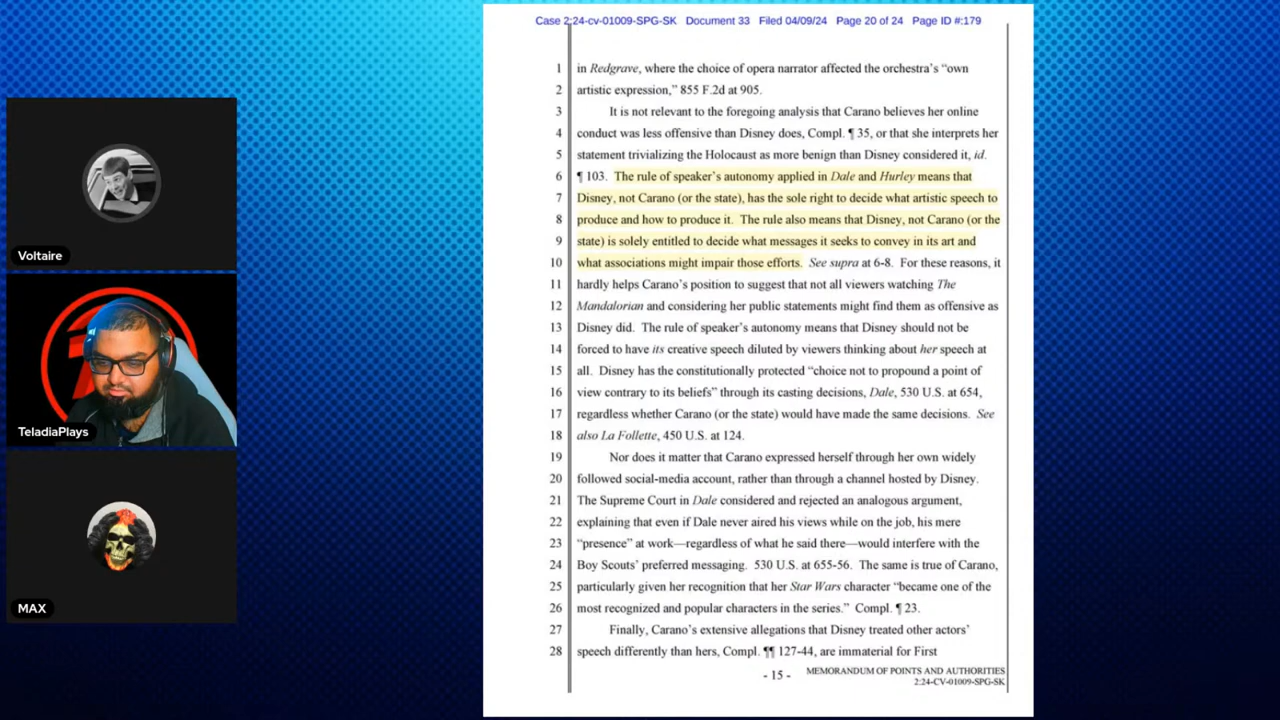 Case 2:24-cv-01009-SPG-SK Document 33 Filed 04/09/24 Page 20 of 24 Page ID #:179
1 in Redgrave, where the choice of opera narrator affected the orchestra's “own
2 artistic expression,” 855 F.2d at 905.
3 It is not relevant to the foregoing analysis that Carano believes her online
4 conduct was less offensive than Disney does, Compl. ¶ 35, or that she interprets her
5 statement trivializing the Holocaust as more benign than Disney considered it, id.
6 ¶ 103. The rule of speaker's autonomy applied in Dale and Hurley means that
7 Disney, not Carano (or the state), has the sole right to decide what artistic speech to
8 produce and how to produce it. The rule also means that Disney, not Carano (or the
9 state) is solely entitled to decide what messages it seeks to convey in its art and
10 what associations might impair those efforts. See supra at 6-8. For these reasons, it
11 hardly helps Carano's position to suggest that not all viewers watching The
12 Mandalorian and considering her public statements might find them as offensive as
13 Disney did. The rule of speaker's autonomy means that Disney should not be
14 forced to have its creative speech diluted by viewers thinking about her speech at
15 all. Disney has the constitutionally protected “choice not to propound a point of
16 view contrary to its beliefs” through its casting decisions, Dale, 530 U.S. at 654,
17 regardless whether Carano (or the state) would have made the same decisions. See
18 also La Follette, 450 U.S. at 124.
19 Nor does it matter that Carano expressed herself through her own widely
20 followed social-media account, rather than through a channel hosted by Disney.
21 The Supreme Court in Dale considered and rejected an analogous argument,
22 explaining that even if Dale never aired his views while on the job, his mere
23 “presence” at work—regardless of what he said there—would interfere with the
24 Boy Scouts' preferred messaging. 530 U.S. at 655-56. The same is true of Carano,
25 particularly given her recognition that her Star Wars character “became one of the
26 most recognized and popular characters in the series.” Compl. ¶ 23.
27 Finally, Carano's extensive allegations that Disney treated other actors'
28 speech differently than hers, Compl. ¶¶ 127-44, are immaterial for First
- 15 - MEMORANDUM OF POINTS AND AUTHORITIES
2:24-CV-01009-SPG-SK
Voltaire
TeladiaPlays
MAX